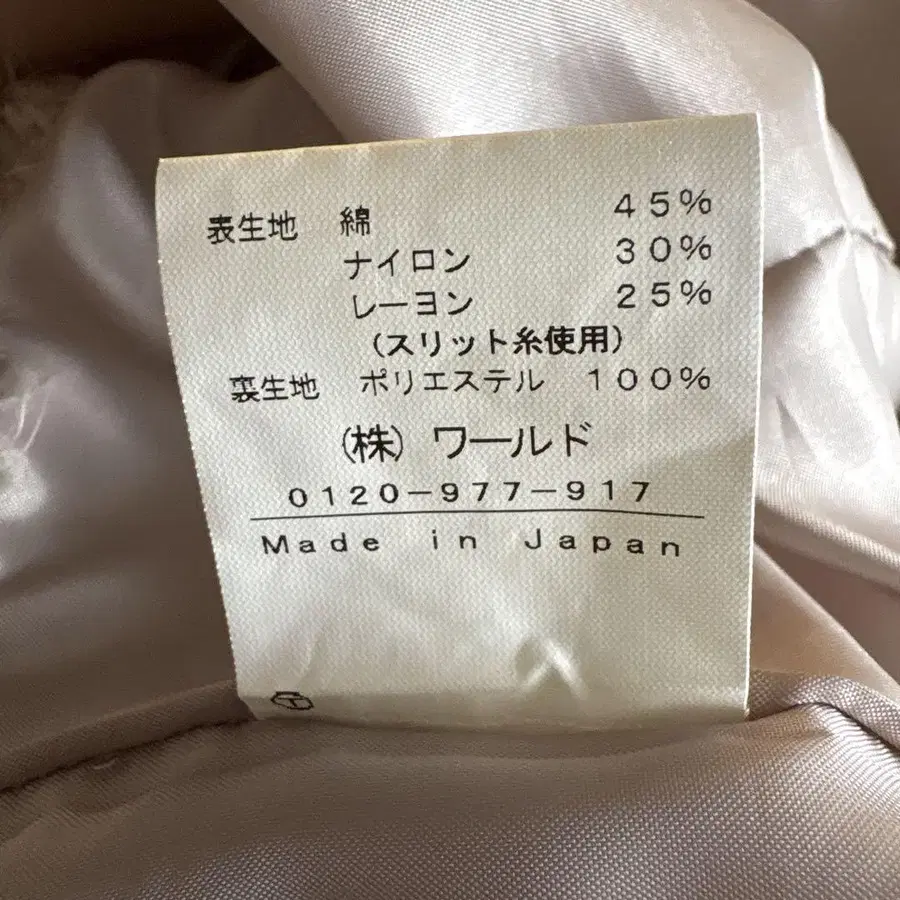 表生地 綿 45%
ナイロン 30%
レーヨン 25%
(スリット糸使用)
裏生地 ポリエステル 100%
(株) ワールド
0120-977-917
Made in Japan